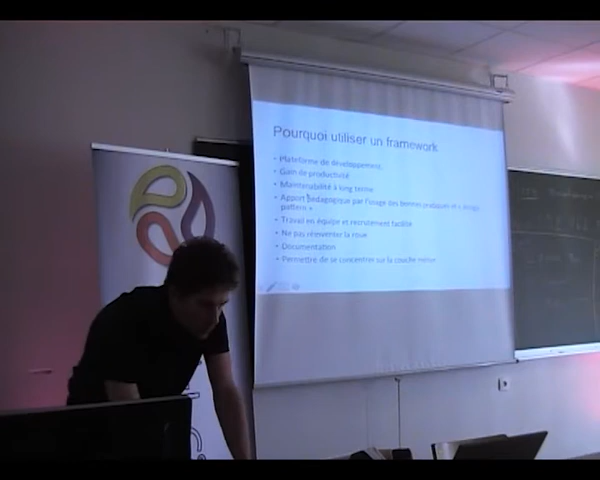 Pourquoi utiliser un framework
• Plateforme de développement
• Gain de productivité
• Maintenabilité à long terme
• Apport pédagogique par l'usage des bonnes pratiques et « design
pattern »
• Travail en équipe et recrutement facilité
• Ne pas réinventer la roue
• Documentation
• Permettre de se concentrer sur la couche métier